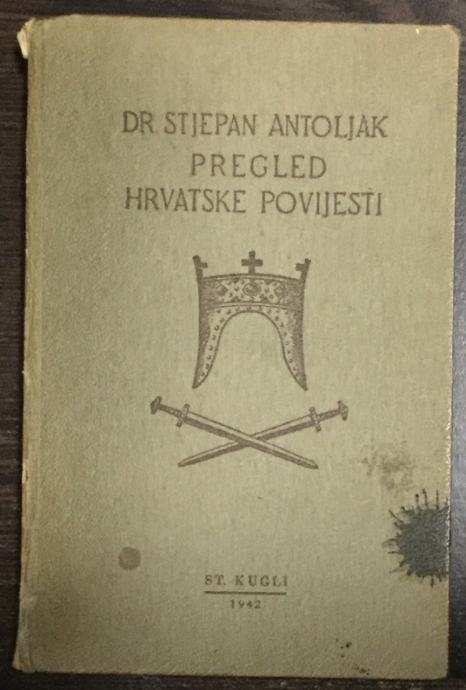 DR. STJEPAN ANTOLJAK
PREGLED
HRVATSKE POVIJESTI
ST. KUGLI
1942